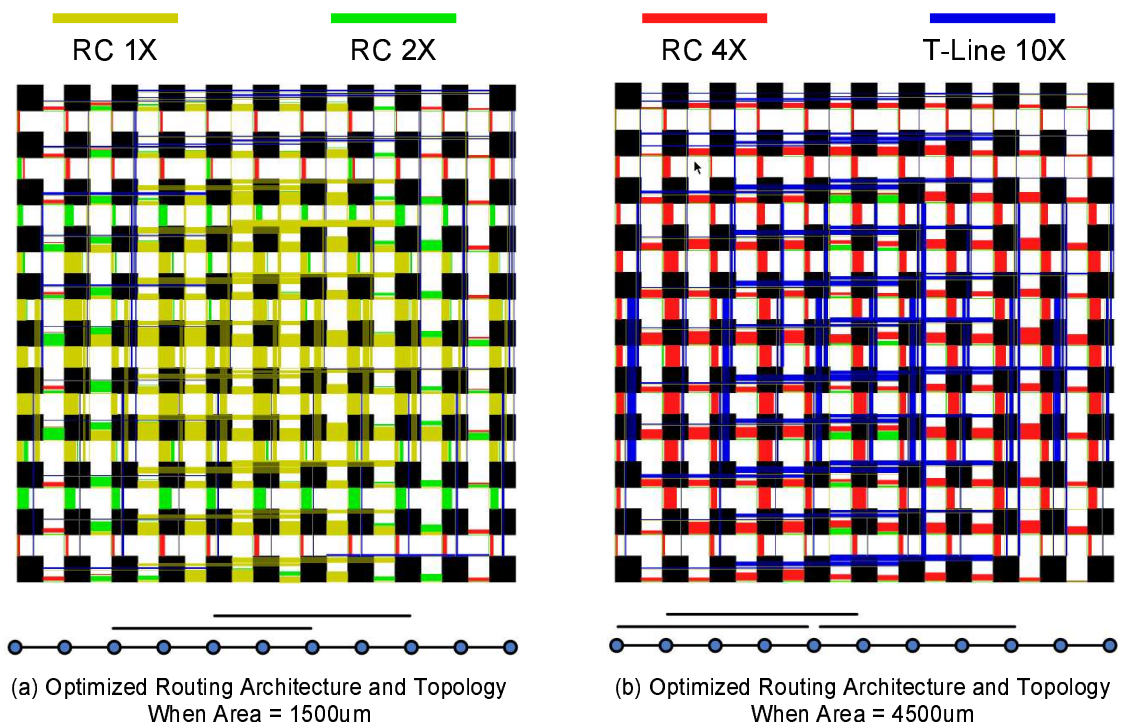 RC 1X
RC 2X
RC 4X
T-Line 10X
(a) Optimized Routing Architecture and Topology
When Area = 1500um
(b) Optimized Routing Architecture and Topology
When Area = 4500um